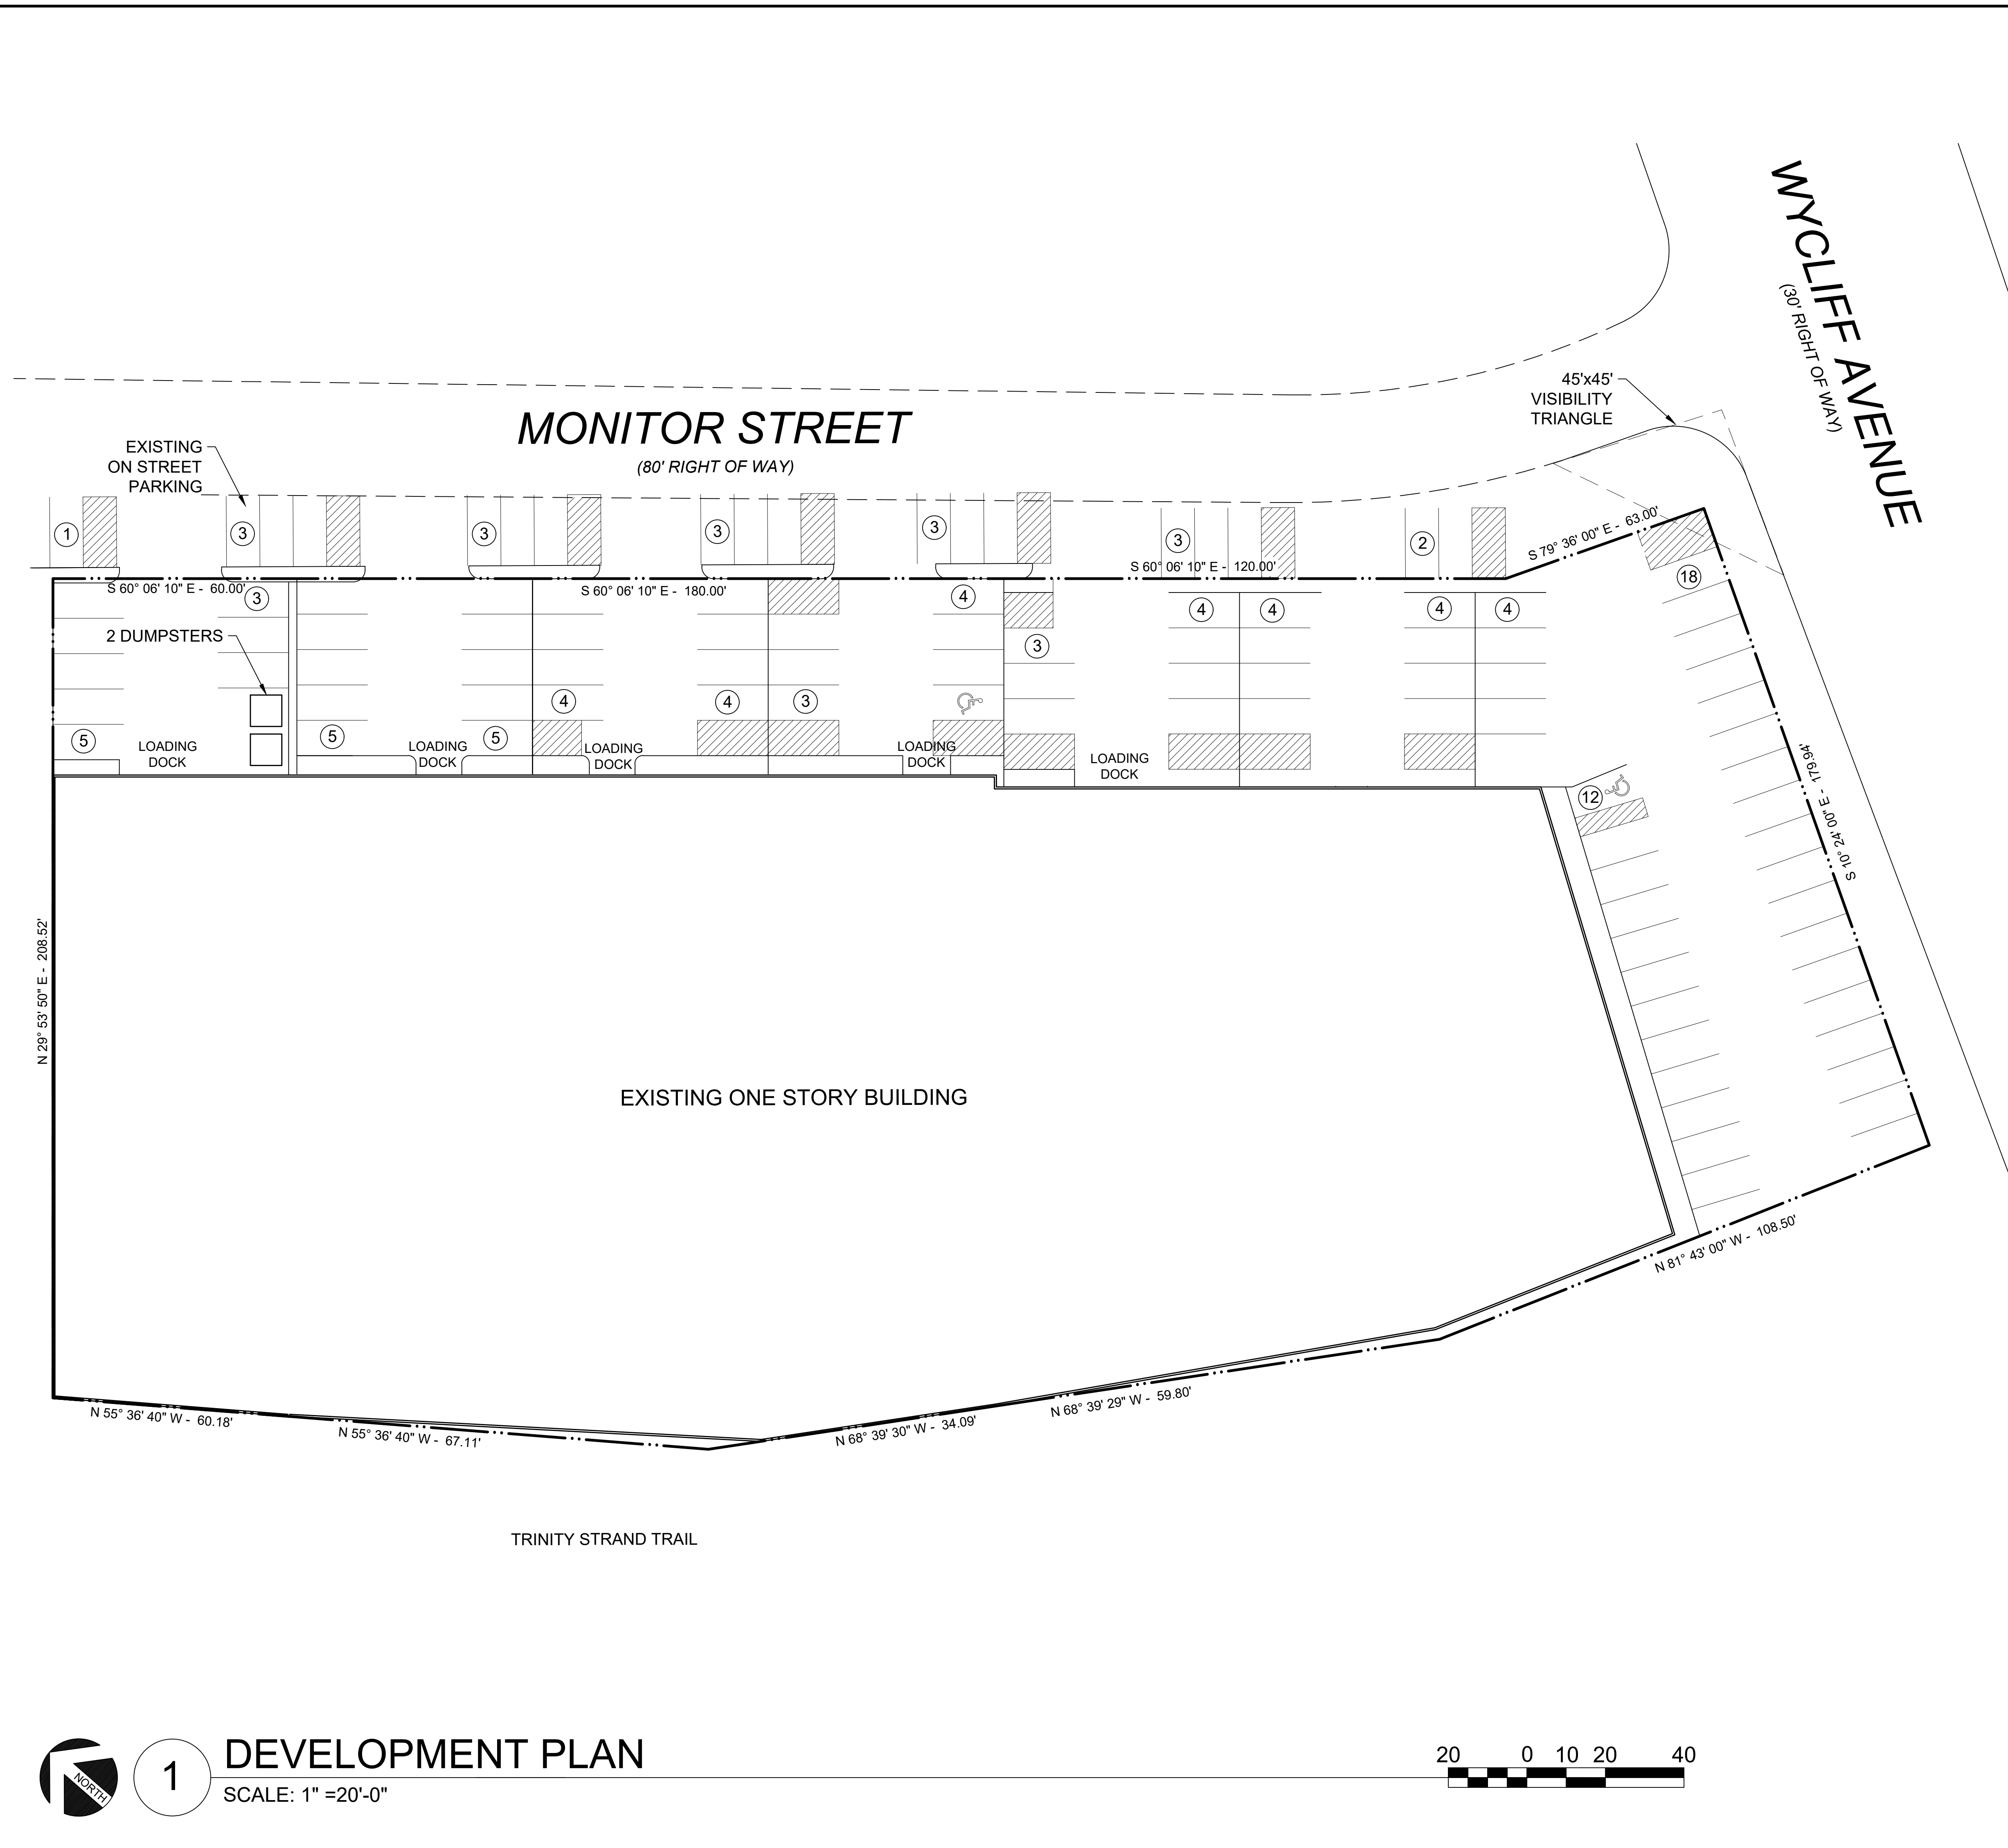 WYCLIFF AVENUE
(30' RIGHT OF WAY)
45'x45'
VISIBILITY
TRIANGLE
MONITOR STREET
(80' RIGHT OF WAY)
EXISTING
ON STREET
PARKING
1
3
3
3
3
3
2
S 79° 36' 00" E - 63.00'
S 60° 06' 10" E - 60.00'
S 60° 06' 10" E - 180.00'
S 60° 06' 10" E - 120.00'
18
3
4
4
4
4
4
2 DUMPSTERS
3
4
4
3
5
5
5
LOADING
DOCK
LOADING
DOCK
LOADING
DOCK
LOADING
DOCK
LOADING
DOCK
12
S 10° 24' 00" E - 179.94'
N 29° 53' 50" E - 208.52'
EXISTING ONE STORY BUILDING
N 81° 43' 00" W - 108.50'
N 55° 36' 40" W - 60.18'
N 55° 36' 40" W - 67.11'
N 68° 39' 30" W - 34.09'
N 68° 39' 29" W - 59.80'
TRINITY STRAND TRAIL
NORTH
1
DEVELOPMENT PLAN
SCALE: 1" =20'-0"
20 0 10 20 40